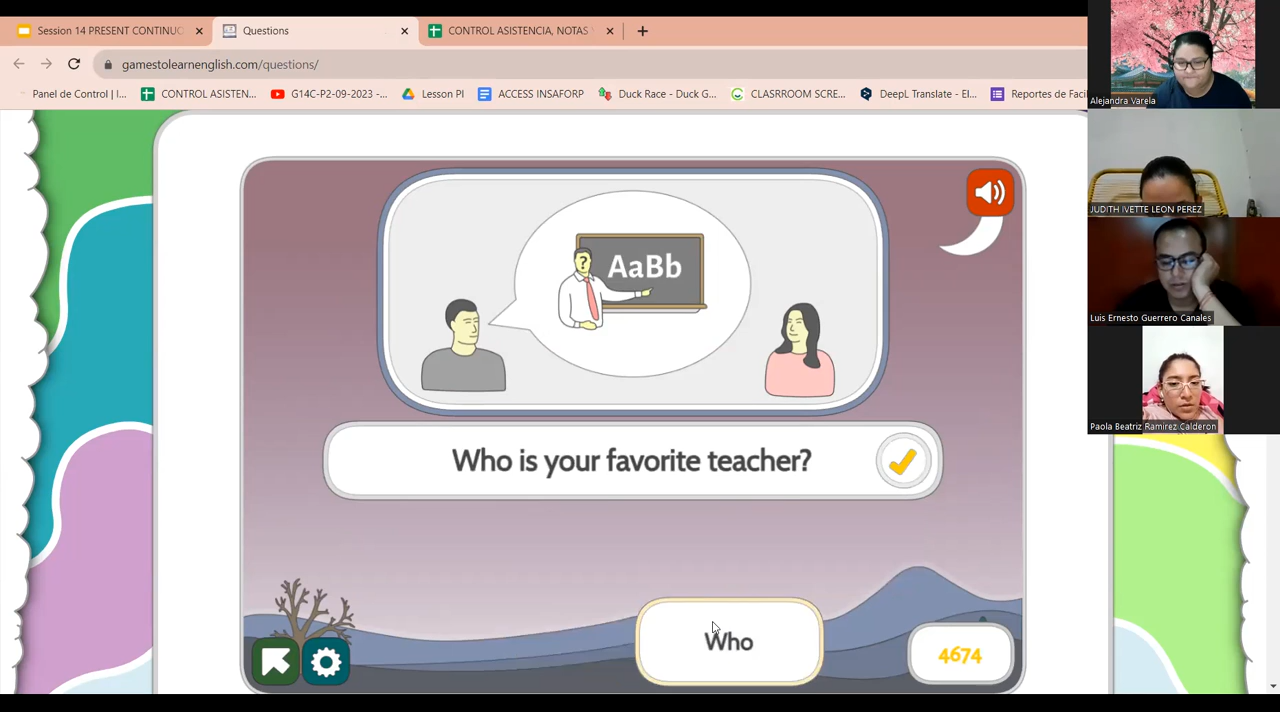 Session 14 PRESENT CONTINUO
Questions
CONTROL ASISTENCIA, NOTAS
gamestolearnenglish.com/questions/
Panel de Control | I...
CONTROL ASISTEN...
G14C-P2-09-2023 -...
Lesson Pl
ACCESS INSAFORP
Duck Race - Duck G...
CLASRROOM SCRE...
DeepL Translate - El...
Reportes de Facil
Alejandra Varela
JUDITH IVETTE LEON PEREZ
Luis Ernesto Guerrero Canales
Paola Beatriz Ramirez Calderon
?
AaBb
Who is your favorite teacher?
Who
4674